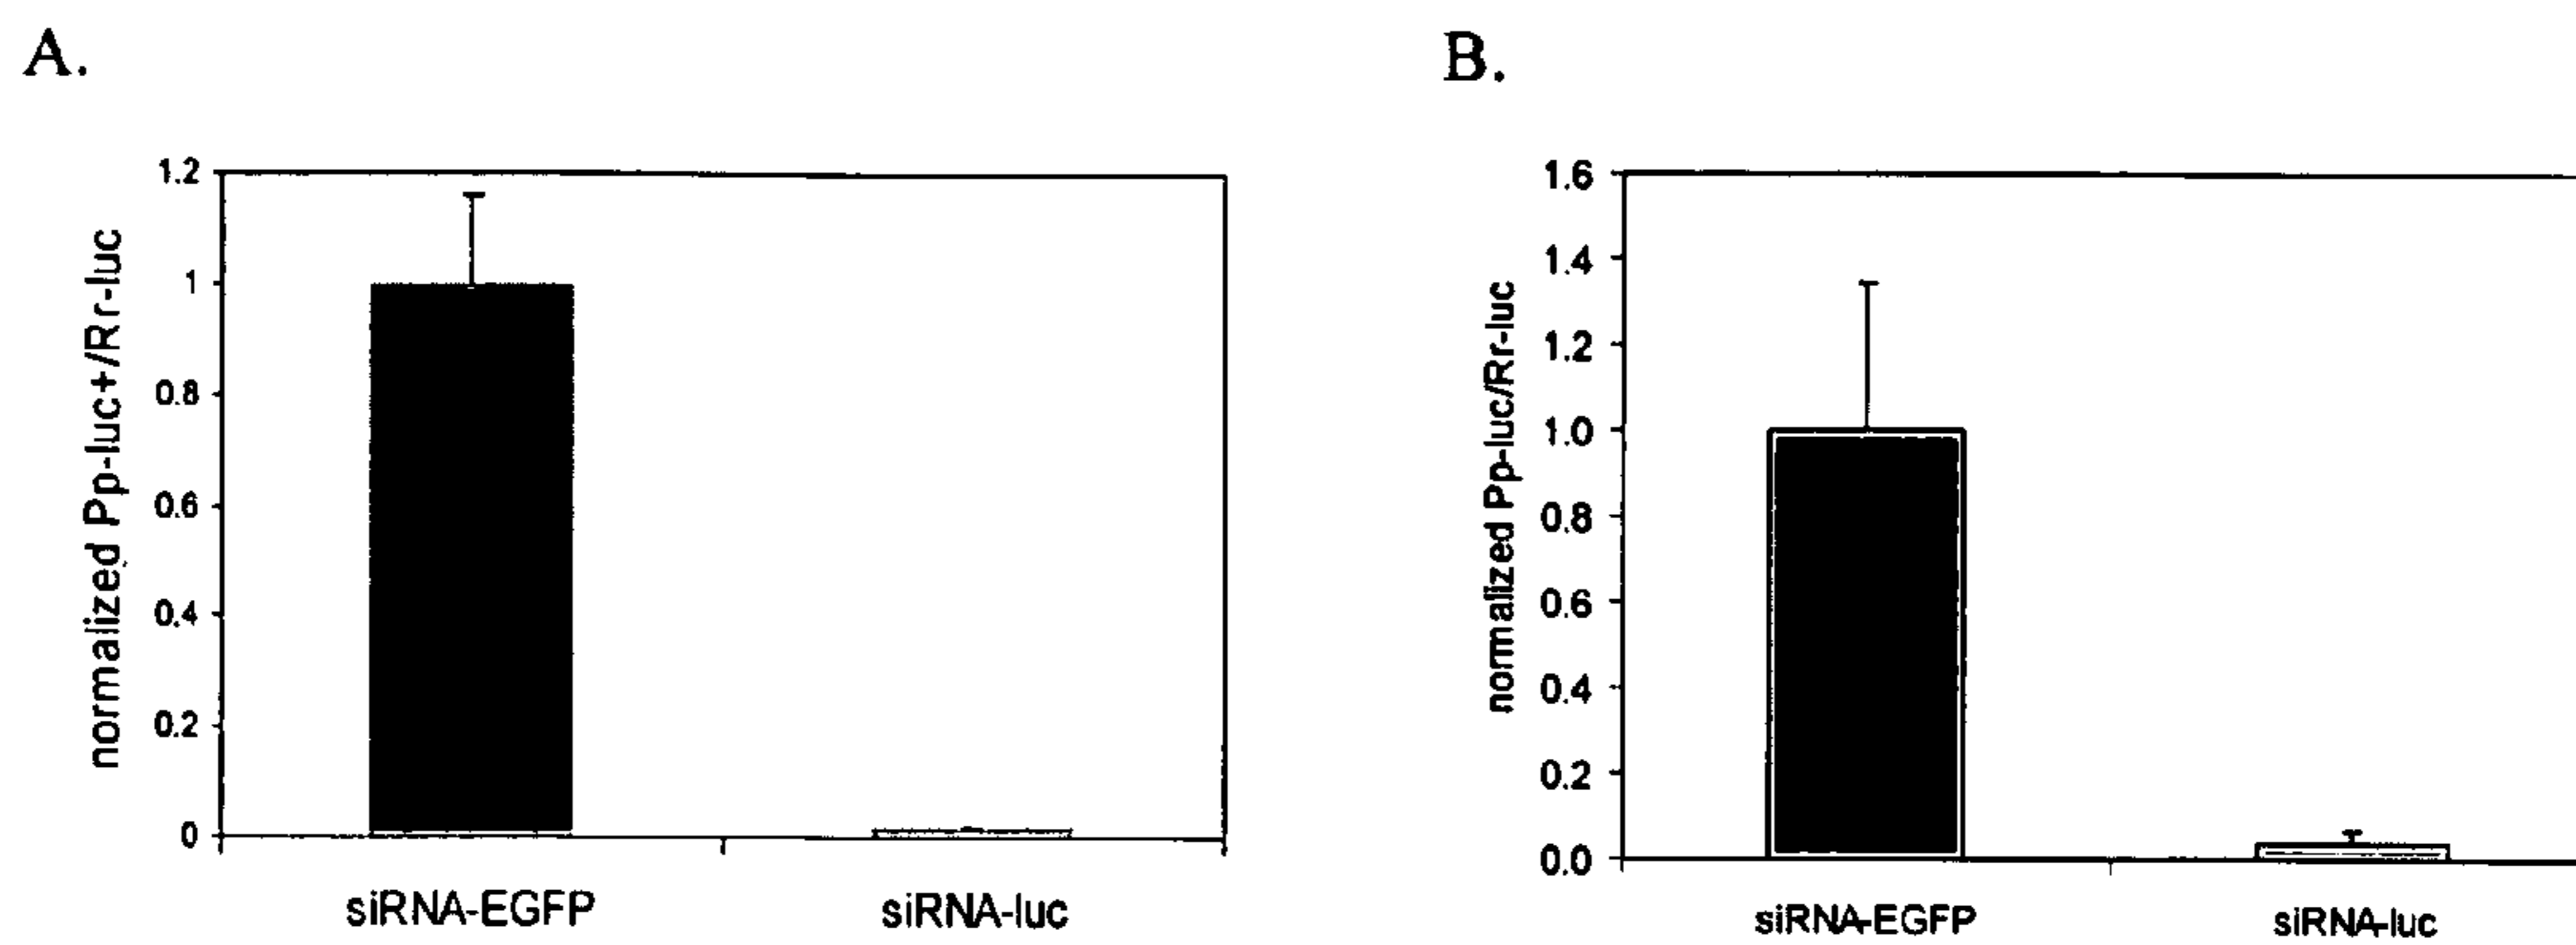 A.
normalized Pp-luc+/Rr-luc
1.2
1
0.8
0.6
0.4
0.2
0
siRNA-EGFP
siRNA-luc
B.
normalized Pp-luc/Rr-luc
1.6
1.4
1.2
1.0
0.8
0.6
0.4
0.2
0.0
siRNA-EGFP
siRNA-luc